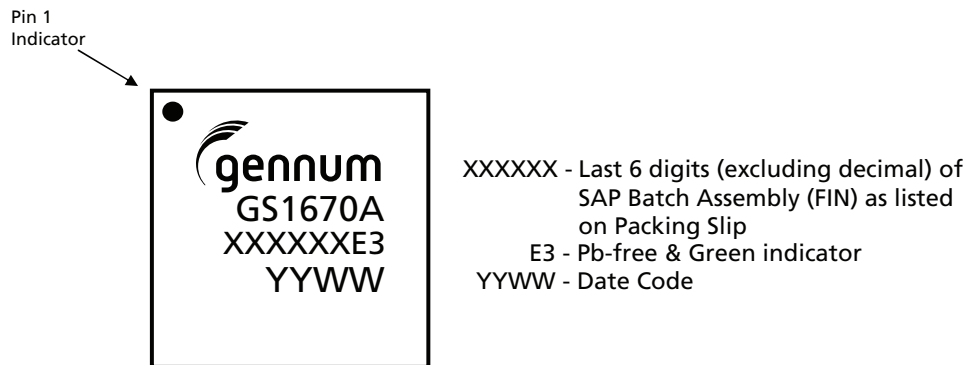 Pin 1
Indicator
gennum
GS1670A
XXXXXXE3
YYWW
XXXXXX - Last 6 digits (excluding decimal) of
SAP Batch Assembly (FIN) as listed
on Packing Slip
E3 - Pb-free & Green indicator
YYWW - Date Code